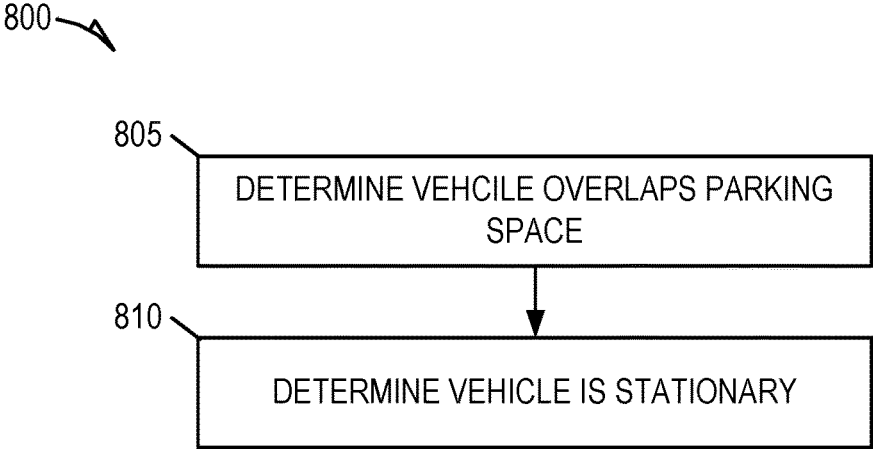 800
805
DETERMINE VEHCILE OVERLAPS PARKING
SPACE
810
DETERMINE VEHICLE IS STATIONARY